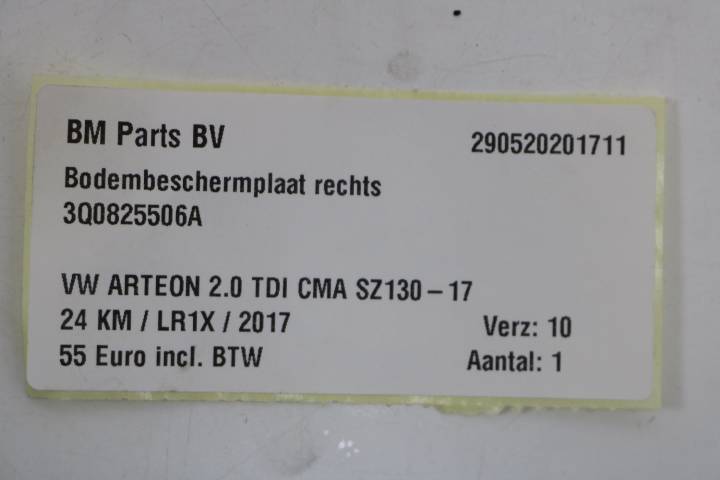 BM Parts BV 290520201711
Bodembeschermplaat rechts
3Q0825506A
VW ARTEON 2.0 TDI CMA SZ130 – 17
24 KM / LR1X / 2017 Verz: 10
55 Euro incl. BTW Aantal: 1